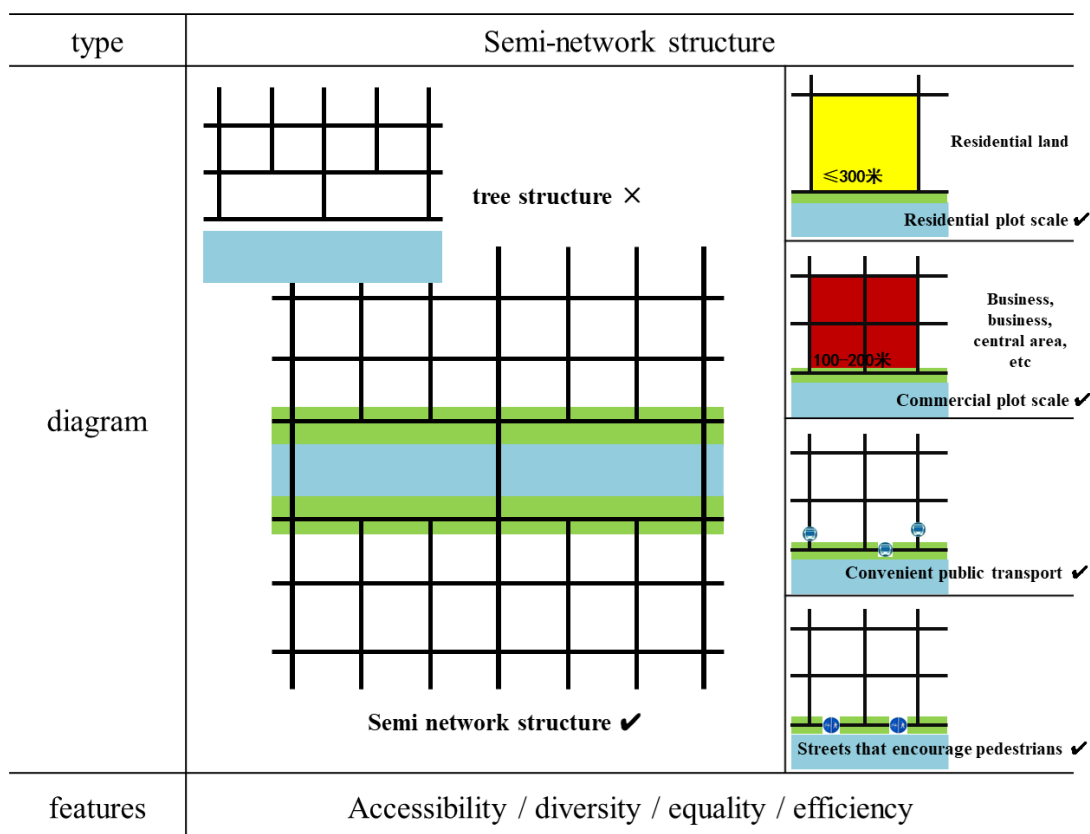 type
Semi-network structure
diagram
tree structure ×
Semi network structure ✔
≤300米
Residential land
Residential plot scale ✔
100-200米
Business,
business,
central area,
etc
Commercial plot scale ✔
Convenient public transport ✔
Streets that encourage pedestrians ✔
features
Accessibility / diversity / equality / efficiency